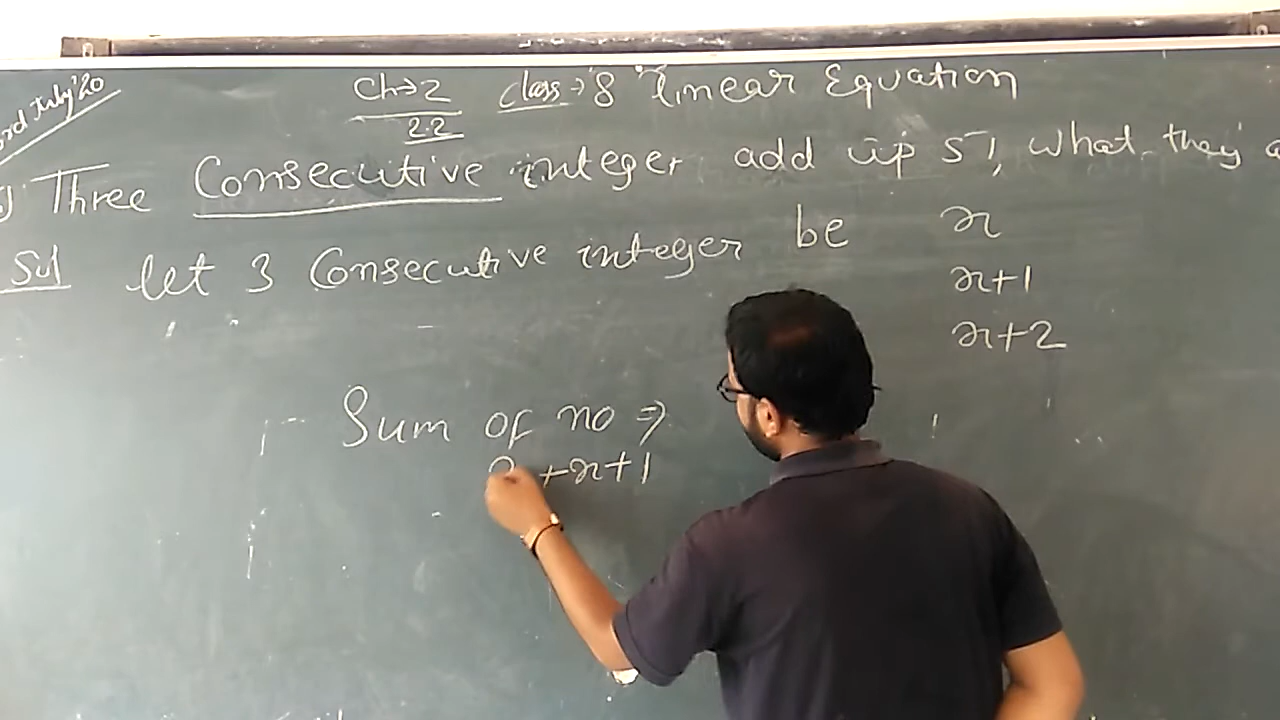 3rd July'20
Ch→2 class→8 "Linear Equation
2.2
Three Consecutive integer add up 51, what they a
Sol Let 3 Consecutive integer be x
x+1
x+2
Sum of no ⇒
x+x+1